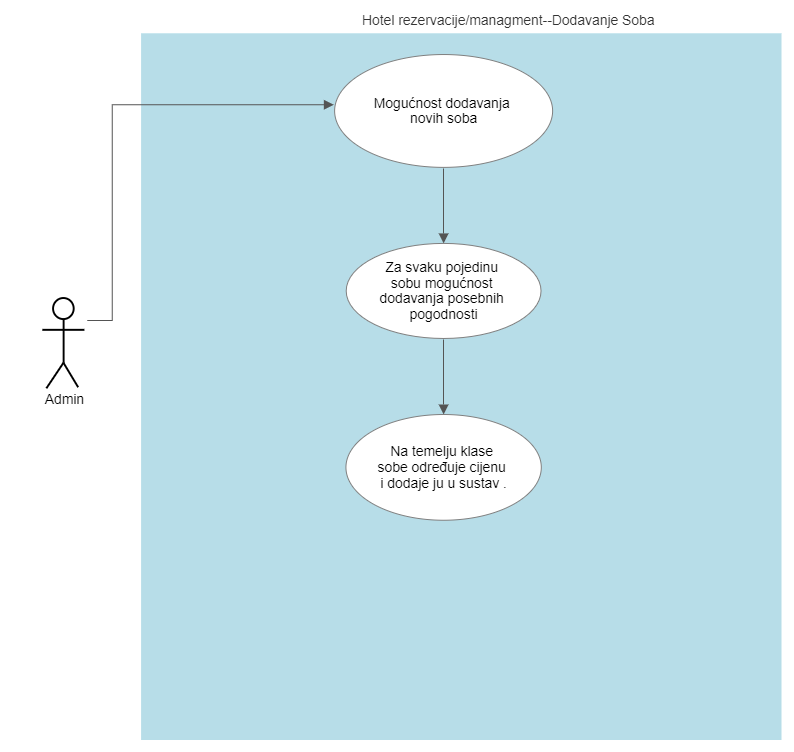 Hotel rezervacije/managment--Dodavanje Soba
Mogućnost dodavanja
novih soba
Za svaku pojedinu
sobu mogućnost
dodavanja posebnih
pogodnosti
Admin
Na temelju klase
sobe određuje cijenu
i dodaje ju u sustav .